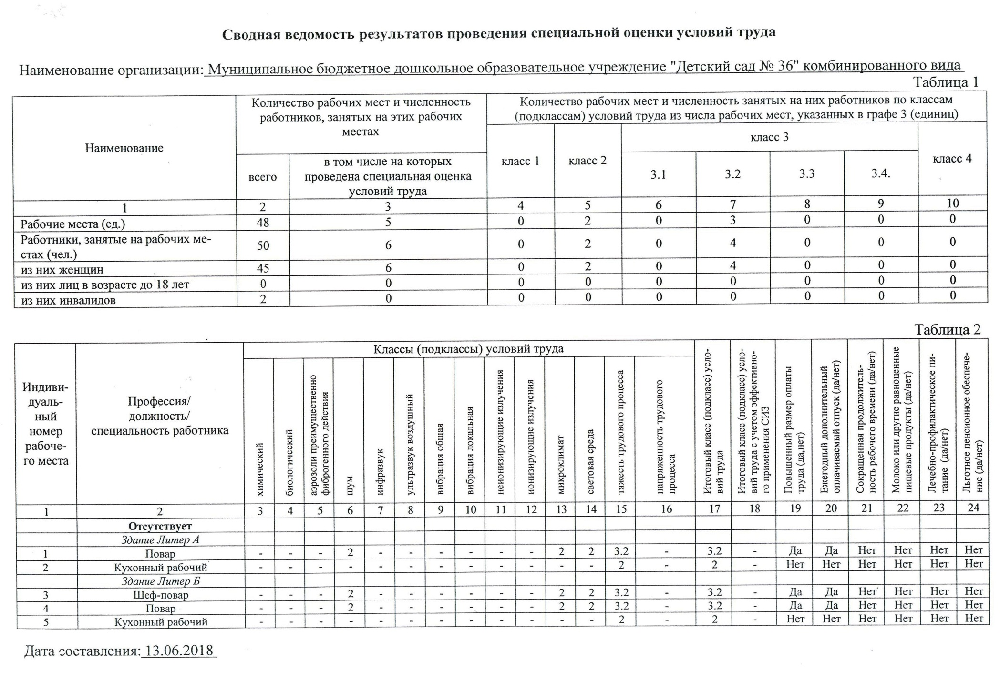 Сводная ведомость результатов проведения специальной оценки условий труда
Наименование организации: Муниципальное бюджетное дошкольное образовательное учреждение "Детский сад № 36" комбинированного вида
Таблица 1
Наименование
Количество рабочих мест и численность
работников, занятых на этих рабочих
местах
Количество рабочих мест и численность занятых на них работников по классам
(подклассам) условий труда из числа рабочих мест, указанных в графе 3 (единиц)
всего
в том числе на которых
проведена специальная оценка
условий труда
класс 1
класс 2
класс 3
класс 4
3.1 3.2 3.3 3.4.
1 2 3 4 5 6 7 8 9 10
Рабочие места (ед.) 48 5 0 2 0 3 0 0 0
Работники, занятые на рабочих ме-
стах (чел.) 50 6 0 2 0 4 0 0 0
из них женщин 45 6 0 2 0 4 0 0 0
из них лиц в возрасте до 18 лет 0 0 0 0 0 0 0 0 0
из них инвалидов 2 0 0 0 0 0 0 0 0
Таблица 2
Индиви-
дуаль-
ный
номер
рабоче-
го места
Профессия/
должность/
специальность работника
Классы (подклассы) условий труда
химический
биологический
аэрозоли преимущественно
фиброгенного действия
шум
инфразвук
ультразвук воздушный
вибрация общая
вибрация локальная
неионизирующие излучения
ионизирующие излучения
микроклимат
световая среда
тяжесть трудового процесса
напряженность трудового
процесса
Итоговый класс (подкласс) усло-
вий труда
Итоговый класс (подкласс) усло-
вий труда с учетом эффективно-
го применения СИЗ
Повышенный размер оплаты
труда (да,нет)
Ежегодный дополнительный
оплачиваемый отпуск (да/нет)
Сокращенная продолжитель-
ность рабочего времени (да/нет)
Молоко или другие равноценные
пищевые продукты (да/нет)
Лечебно-профилактическое пи-
тание (да/нет)
Льготное пенсионное обеспече-
ние (да/нет)
1 2 3 4 5 6 7 8 9 10 11 12 13 14 15 16 17 18 19 20 21 22 23 24
Отсутствует
Здание Литер А
1 Повар - - - 2 - - - - - - 2 2 3.2 - 3.2 - Да Да Нет Нет Нет Нет
2 Кухонный рабочий - - - - - - - - - - - - 2 - 2 - Нет Нет Нет Нет Нет Нет
Здание Литер Б
3 Шеф-повар - - - 2 - - - - - - 2 2 3.2 - 3.2 - Да Да Нет Нет Нет Нет
4 Повар - - - 2 - - - - - - 2 2 3.2 - 3.2 - Да Да Нет Нет Нет Нет
5 Кухонный рабочий - - - - - - - - - - - - 2 - 2 - Нет Нет Нет Нет Нет Нет
Дата составления: 13.06.2018